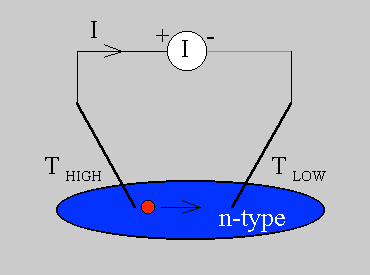 I
+ I -
T HIGH
T LOW
n-type